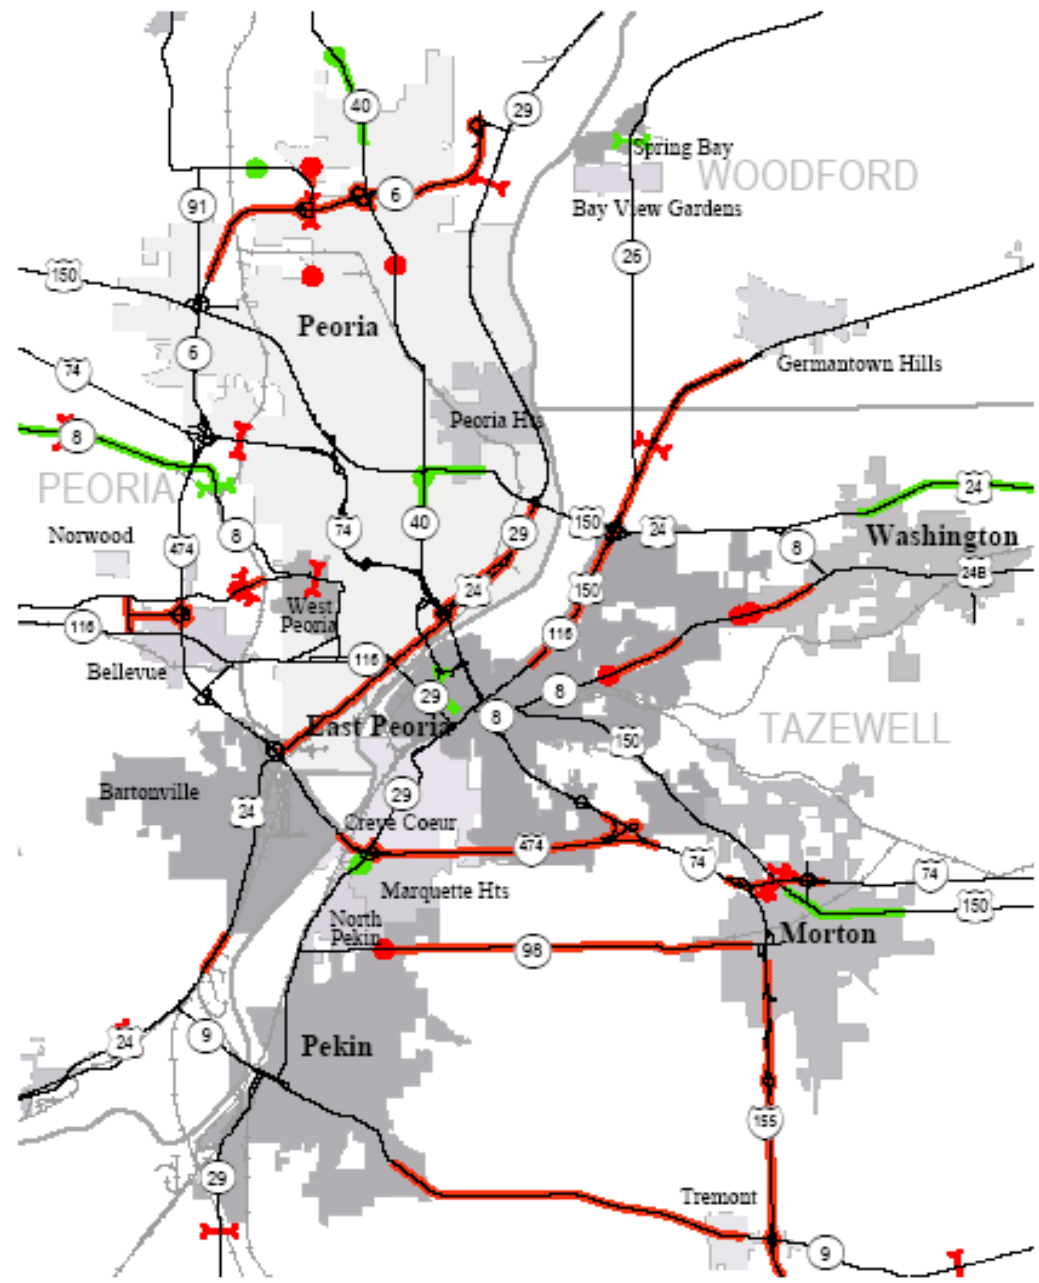 40
29
Spring Bay
WOODFORD
91
6
Bay View Gardens
150
26
Peoria
6
74
Germantown Hills
Peoria Hts
8
PEORIA
24
Norwood
474
8
74
40
29
150
24
Washington
8
24B
24
150
116
West
Peoria
116
116
Bellevue
29
8
8
East Peoria
TAZEWELL
150
Bartonville
24
29
Creve Coeur
474
74
74
Marquette Hts
150
North
Pekin
98
Morton
24
9
Pekin
155
29
Tremont
9